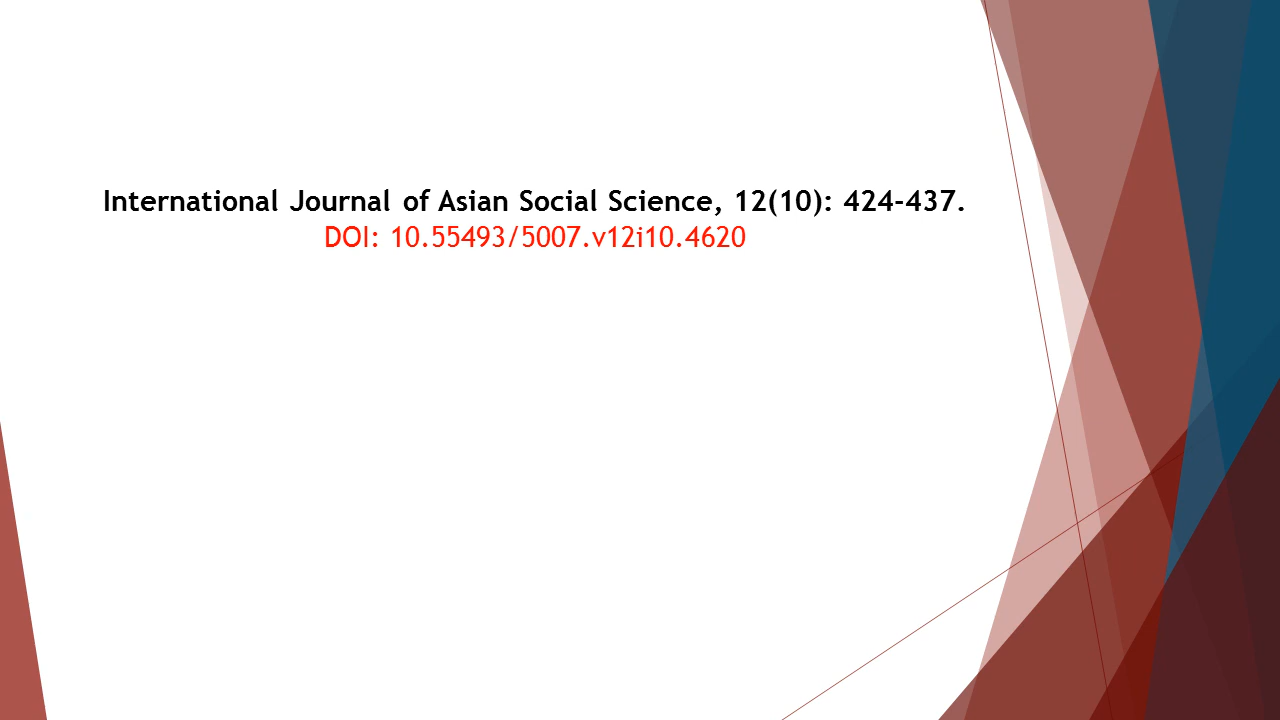 International Journal of Asian Social Science, 12(10): 424-437.
DOI: 10.55493/5007.v12i10.4620